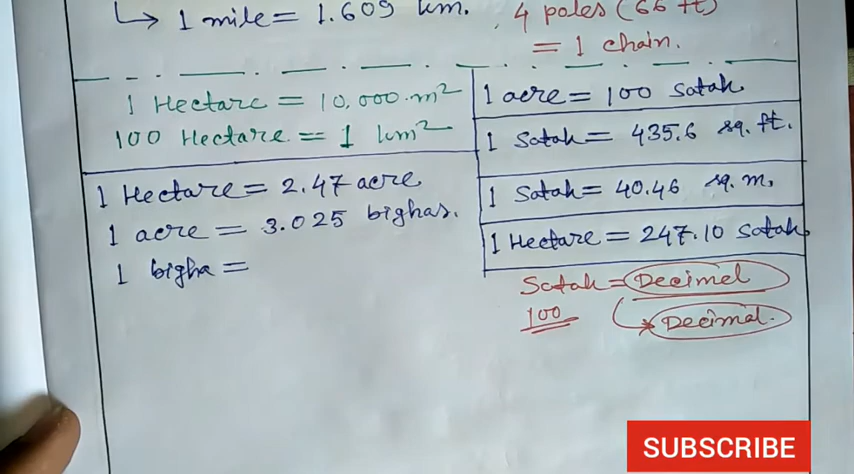 ↳ 1 mile = 1.609 km.
4 poles (66 ft)
= 1 chain.
1 Hectare = 10,000 m²
100 Hectare = 1 km²
1 Hectare = 2.47 acre
1 acre = 3.025 bighas.
1 bigha =
1 acre = 100 Satak
1 Satak = 435.6 sq. ft.
1 Satak = 40.46 sq. m.
1 Hectare = 247.10 Satak
Satak = Decimel
100 Decimal.
SUBSCRIBE